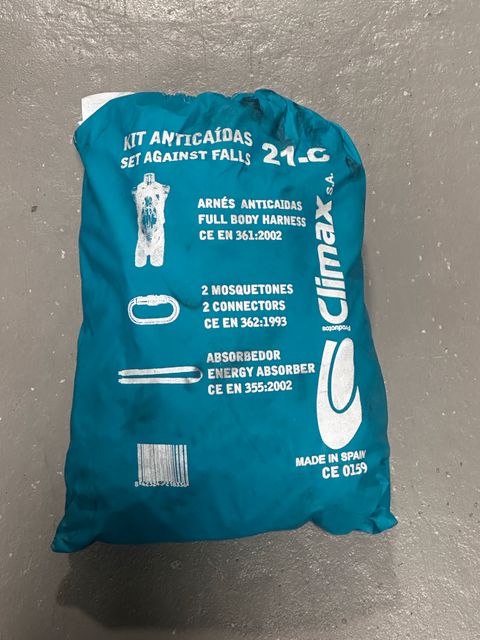 KIT ANTICAÍDAS
SET AGAINST FALLS
21-C
ARNÉS ANTICAIDAS
FULL BODY HARNESS
CE EN 361:2002
2 MOSQUETONES
2 CONNECTORS
CE EN 362:1993
ABSORBEDOR
ENERGY ABSORBER
CE EN 355:2002
Productos
Climax S.A.
MADE IN SPAIN
CE 0159